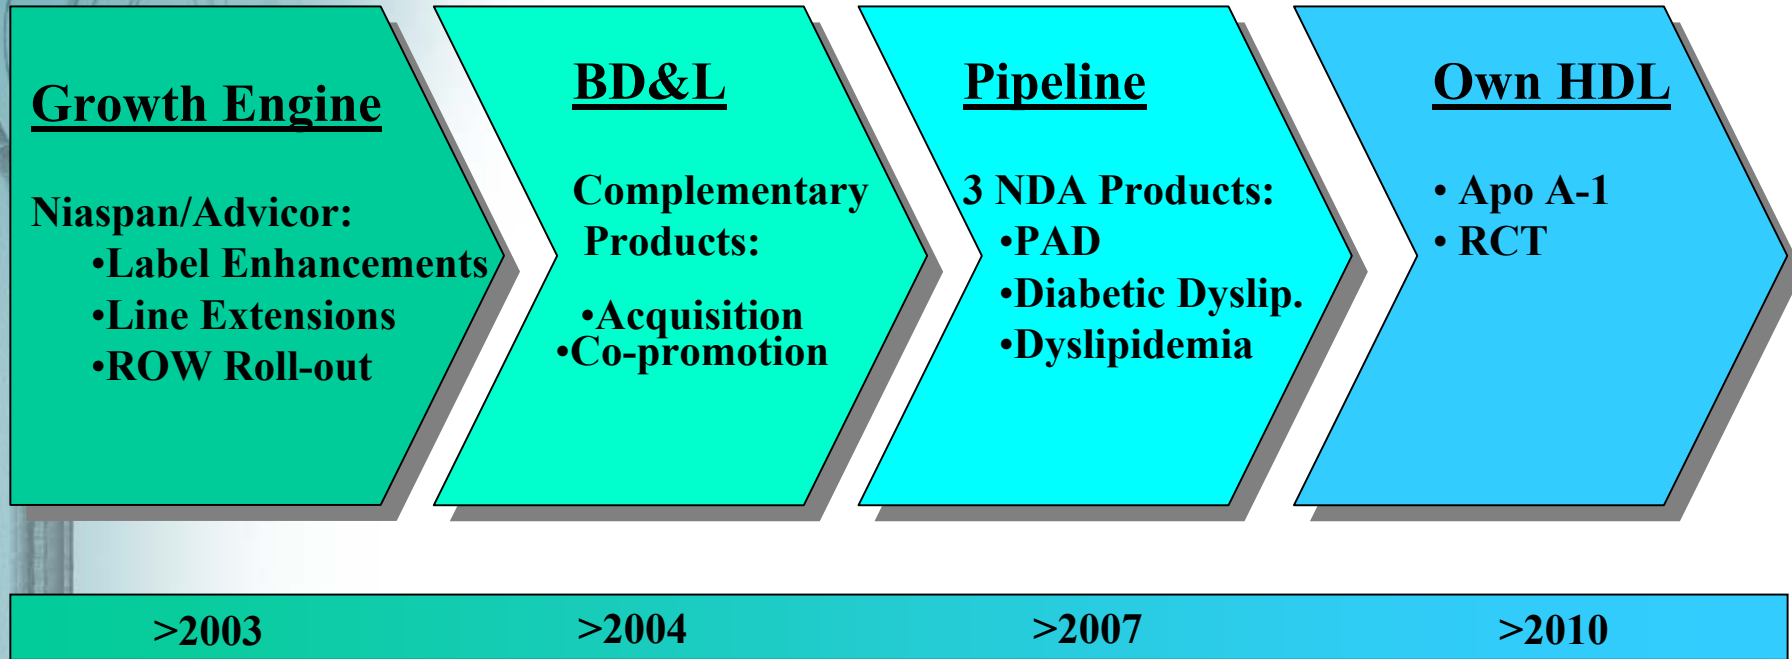 Growth Engine
Niaspan/Advicor:
•Label Enhancements
•Line Extensions
•ROW Roll-out
BD&L
Complementary
Products:
•Acquisition
•Co-promotion
Pipeline
3 NDA Products:
•PAD
•Diabetic Dyslip.
•Dyslipidemia
Own HDL
• Apo A-1
• RCT
>2003
>2004
>2007
>2010